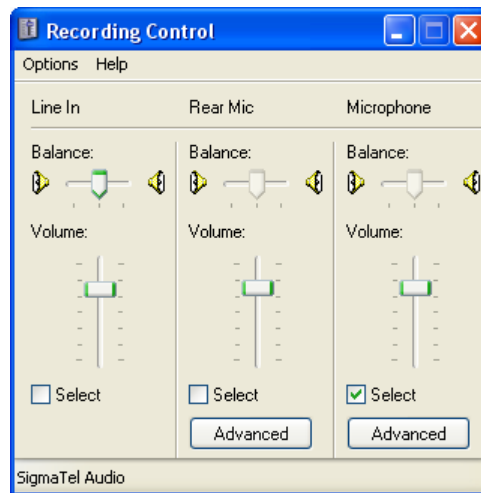 Recording Control
Options Help
Line In Rear Mic Microphone
Balance: Balance: Balance:
Volume: Volume: Volume:
Select Select Select
Advanced Advanced
SigmaTel Audio